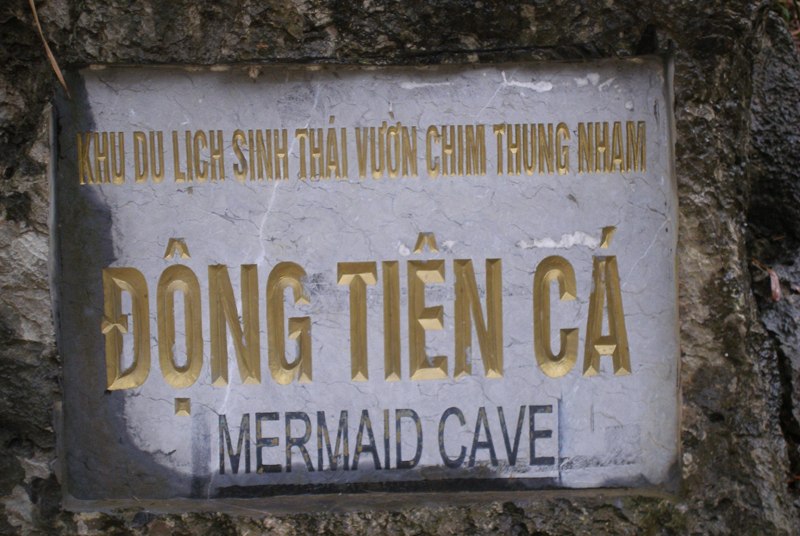 KHU DU LỊCH SINH THÁI VƯỜN CHIM THUNG NHAM
ĐỘNG TIÊN CÁ
MERMAID CAVE